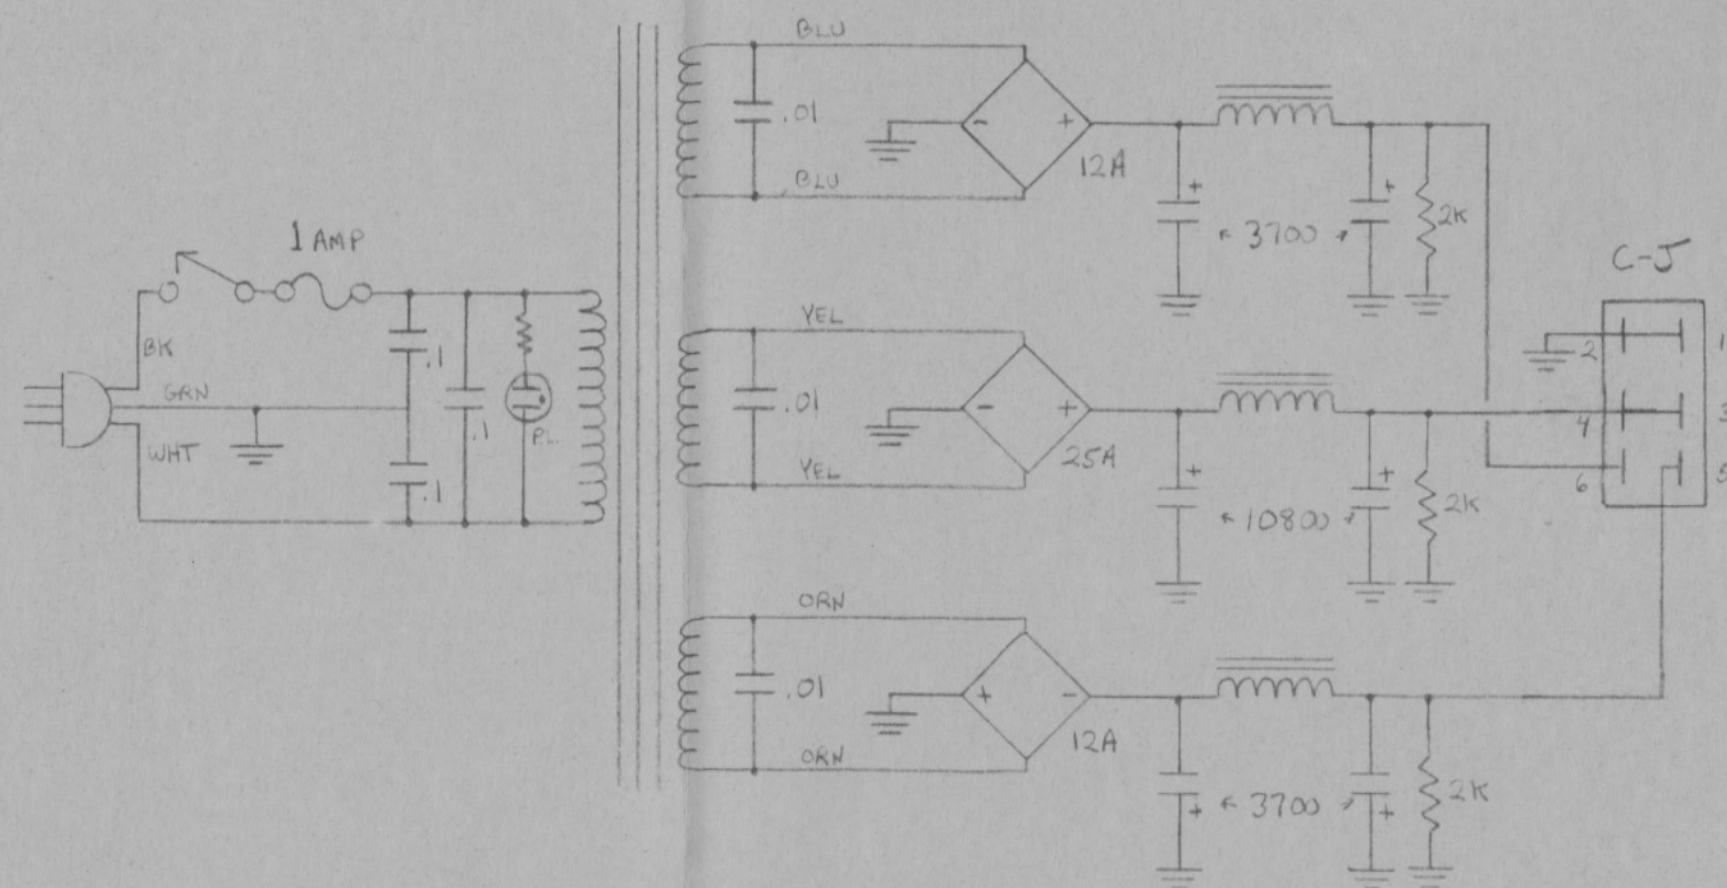 BLU
.01
- +
12A
BLU
+ +
3700
2K
1 AMP
C-J
BK
.1
GRN
.1
P.L.
WHT
.1
YEL
.01
- +
25A
YEL
+ +
10800
2K
2 1
4 3
6 5
ORN
.01
+ -
12A
ORN
3700
+ +
2K